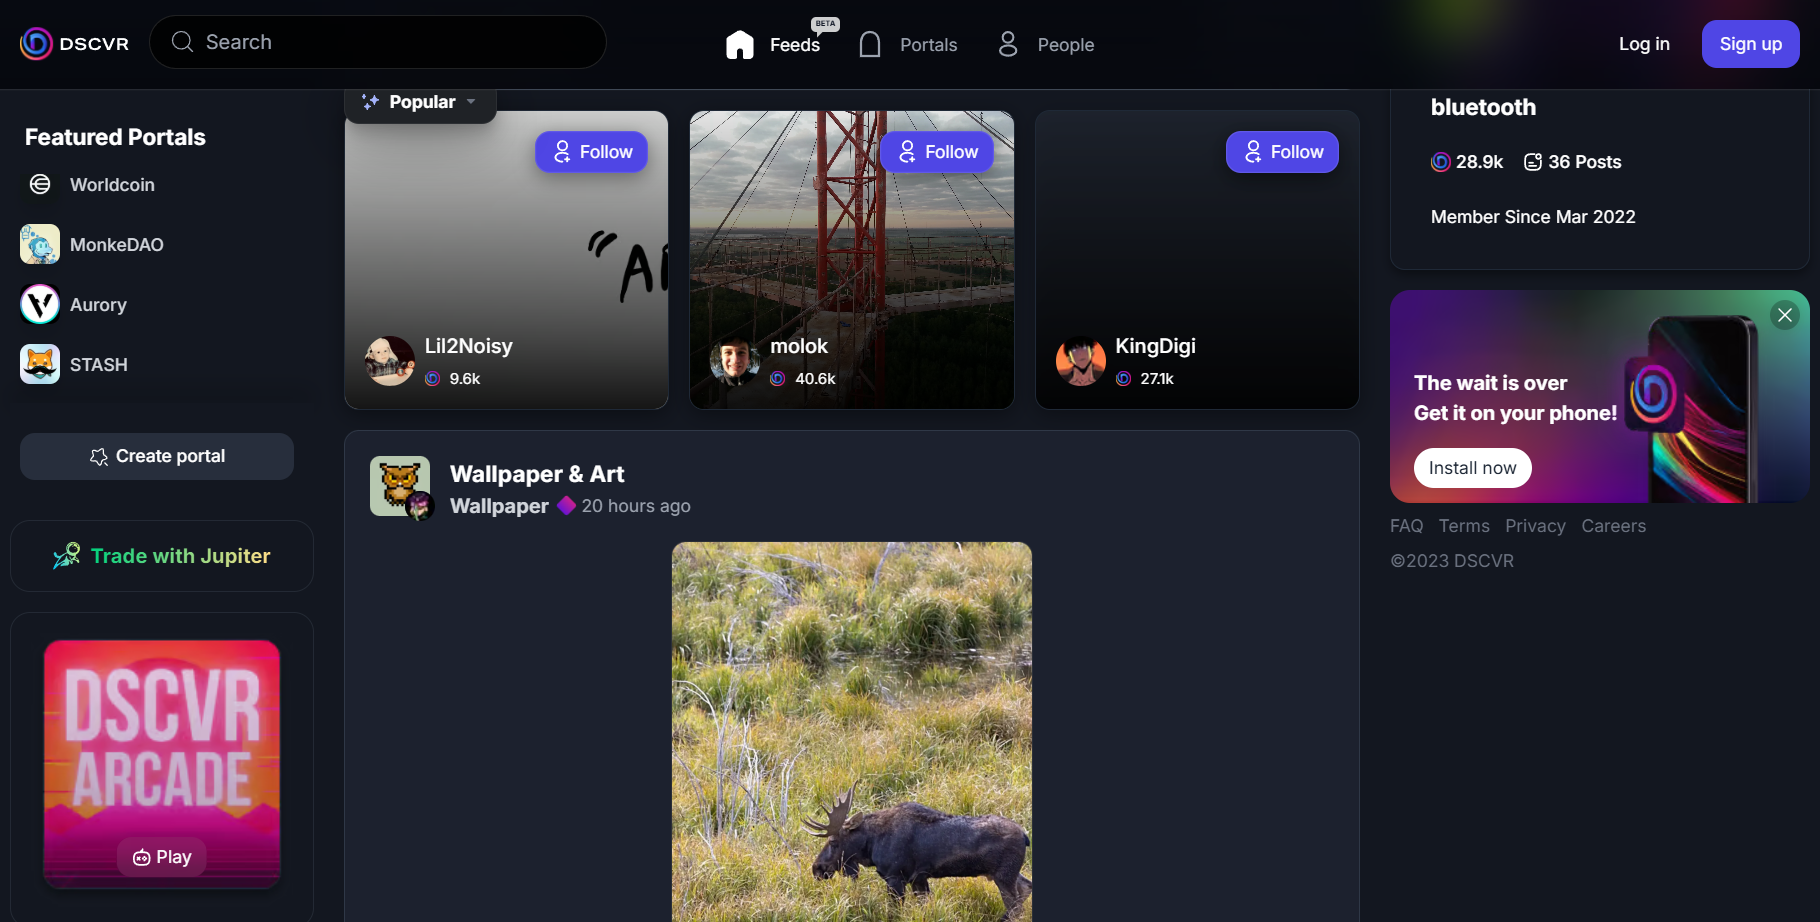 DSCVR
Search
Feeds
BETA
Portals
People
Log in
Sign up
Featured Portals
Worldcoin
MonkeDAO
Aurory
STASH
Create portal
Trade with Jupiter
DSCVR
ARCADE
Play
Popular
Follow
Lil2Noisy
9.6k
Follow
molok
40.6k
Follow
KingDigi
27.1k
Wallpaper & Art
Wallpaper
20 hours ago
bluetooth
28.9k 36 Posts
Member Since Mar 2022
The wait is over
Get it on your phone!
Install now
FAQ Terms Privacy Careers
©2023 DSCVR